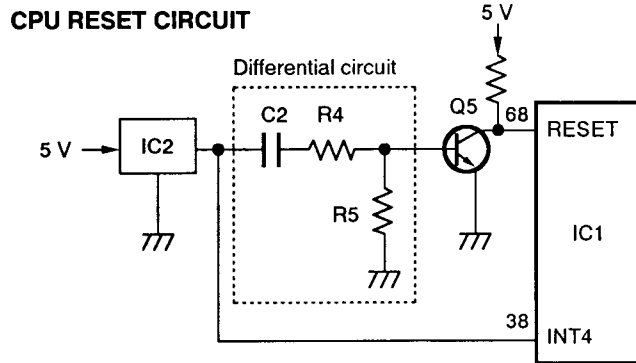 CPU RESET CIRCUIT
5 V
Differential circuit
C2
R4
Q5
68
RESET
5 V
IC2
R5
IC1
38
INT4